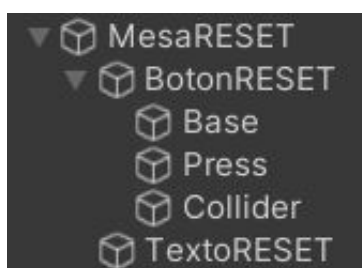 MesaRESET
BotonRESET
Base
Press
Collider
TextoRESET